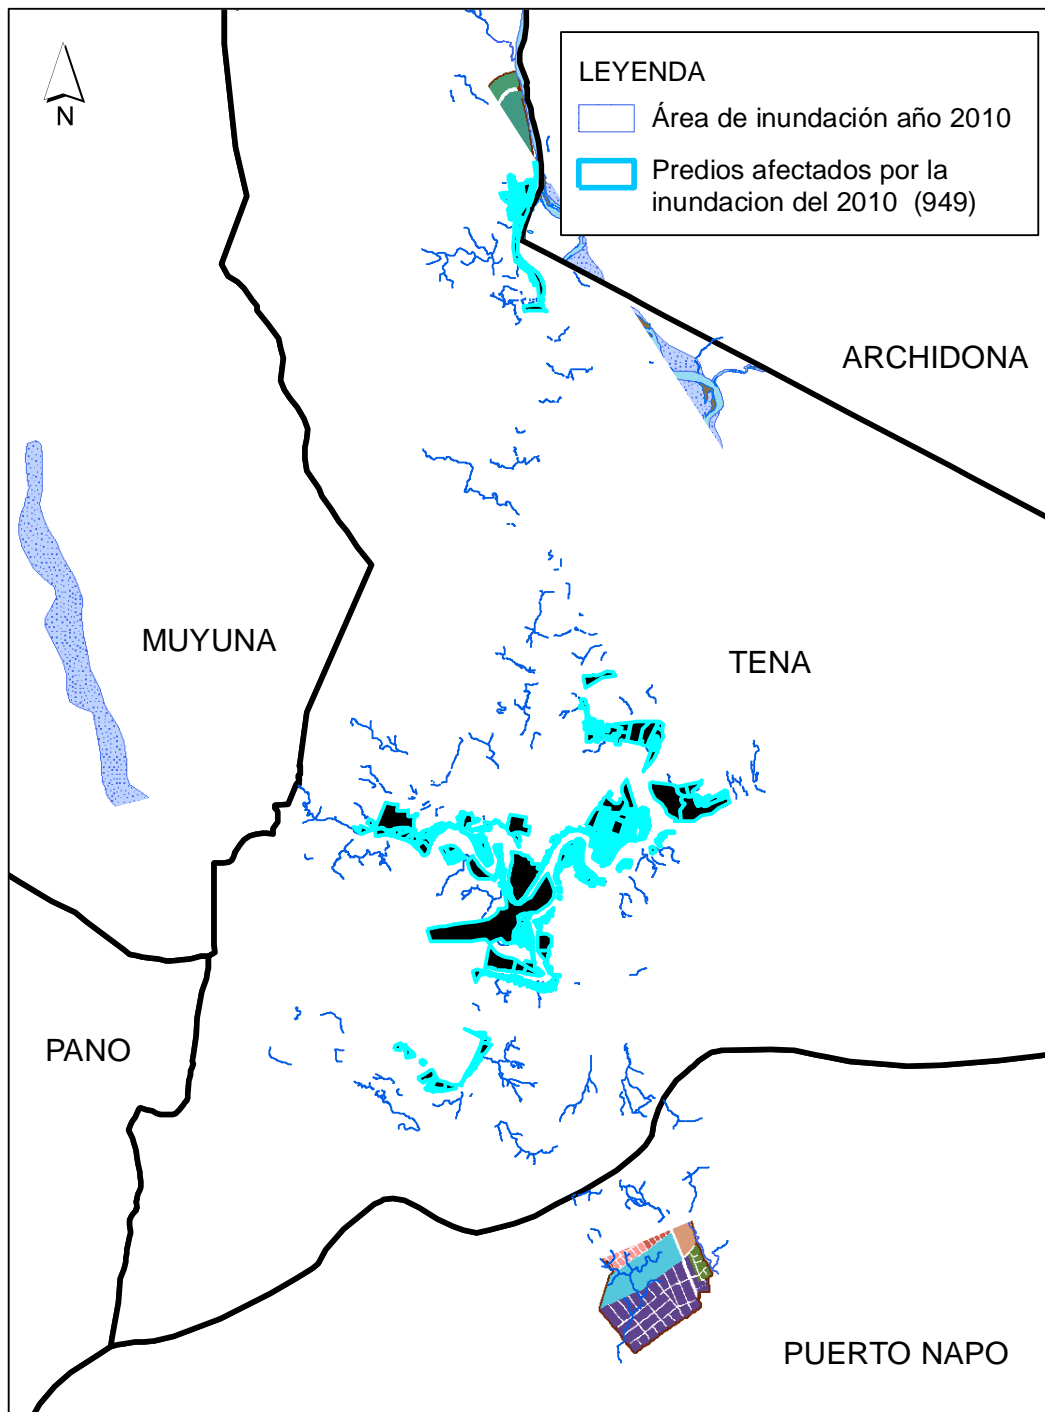 N
LEYENDA
Área de inundación año 2010
Predios afectados por la
inundacion del 2010 (949)
ARCHIDONA
MUYUNA
TENA
PANO
PUERTO NAPO